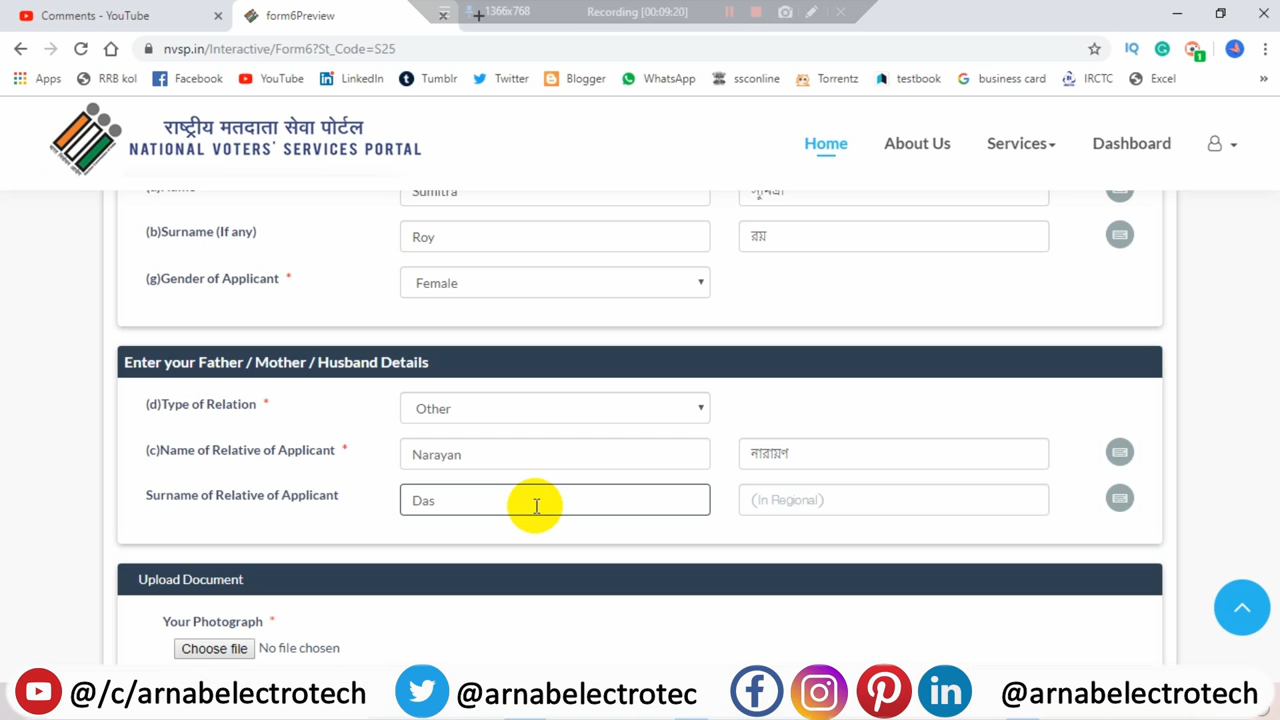 Comments - YouTube
form6Preview
1366x768
Recording [00:09:20]
nvsp.in/Interactive/Form6?St_Code=S25
IQ
1
Apps
RRB kol
Facebook
YouTube
LinkedIn
Tumblr
Twitter
Blogger
WhatsApp
ssconline
Torrentz
testbook
business card
IRCTC
Excel
राष्ट्रीय मतदाता सेवा पोर्टल
NATIONAL VOTERS' SERVICES PORTAL
Home
About Us
Services
Dashboard
Sumitra
(b)Surname (If any)
Roy
রয়
(g)Gender of Applicant *
Female
Enter your Father / Mother / Husband Details
(d)Type of Relation *
Other
(c)Name of Relative of Applicant *
Narayan
নারায়ণ
Surname of Relative of Applicant
Das
(In Regional)
Upload Document
Your Photograph *
Choose file No file chosen
@/c/arnabelectrotech
@arnabelectrotec
@arnabelectrotech